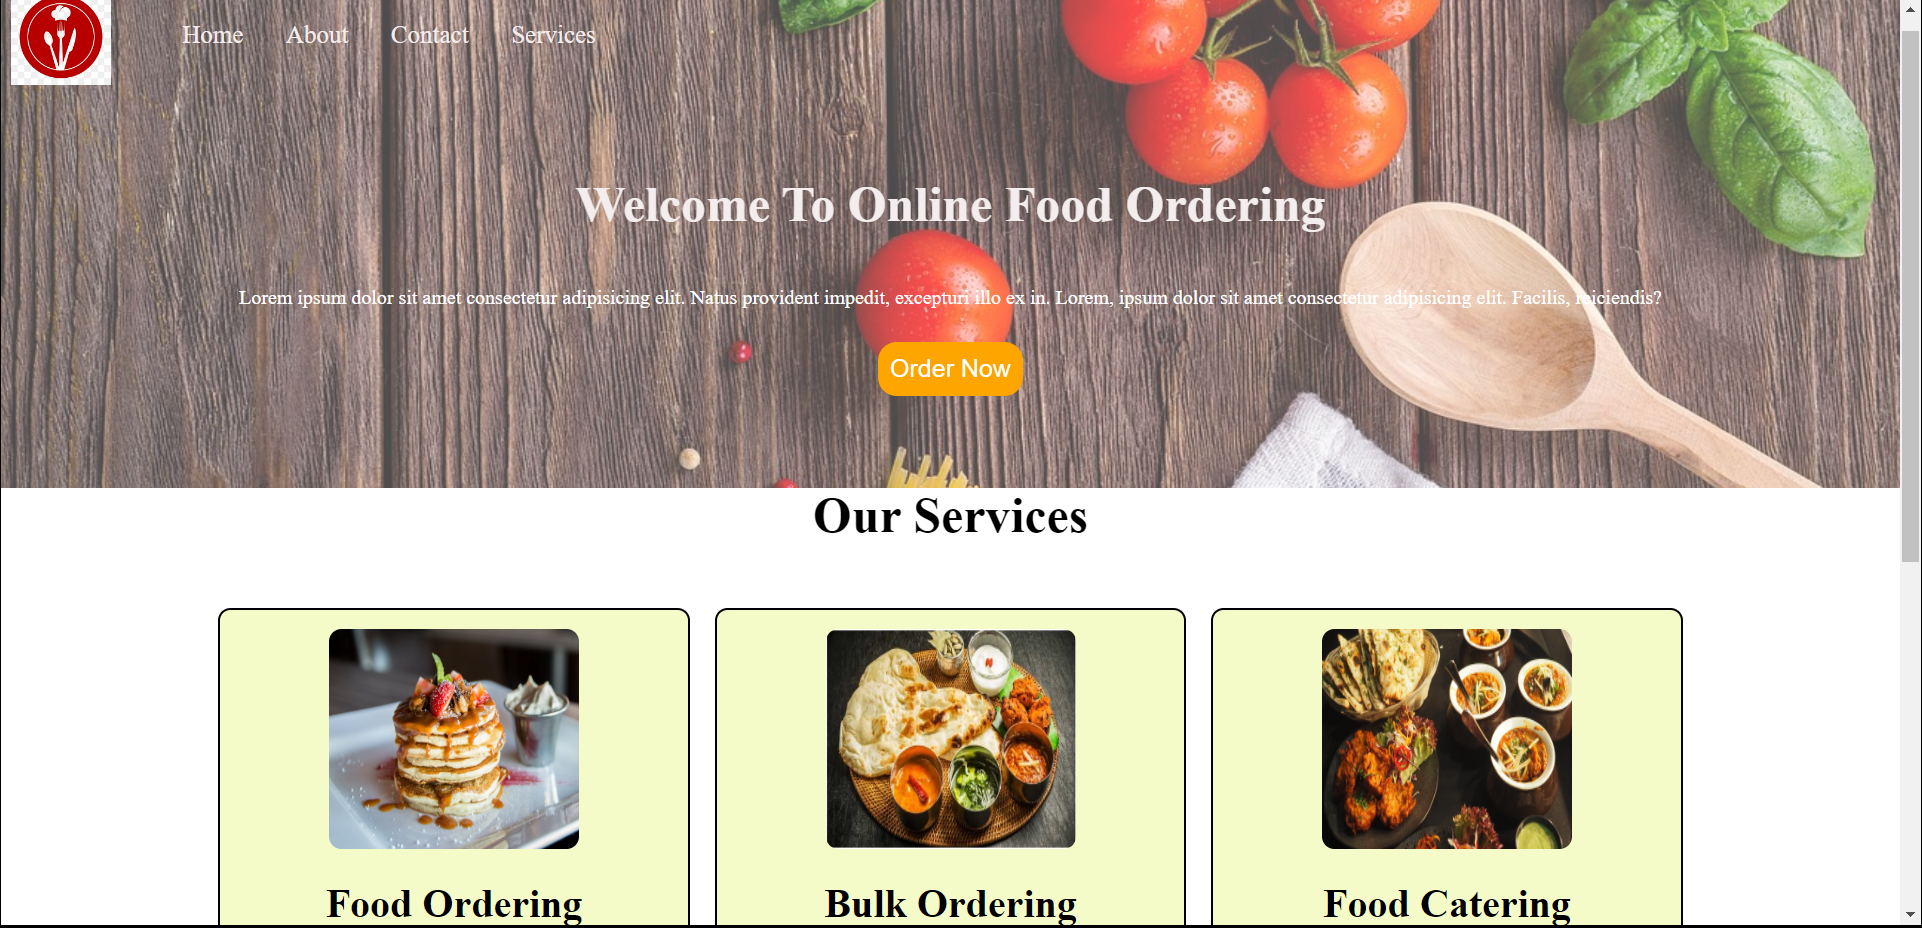 Home About Contact Services
Welcome To Online Food Ordering
Lorem ipsum dolor sit amet consectetur adipisicing elit. Natus provident impedit, excepturi illo ex in. Lorem, ipsum dolor sit amet consectetur adipisicing elit. Facilis, reiciendis?
Order Now
Our Services
Food Ordering
Bulk Ordering
Food Catering